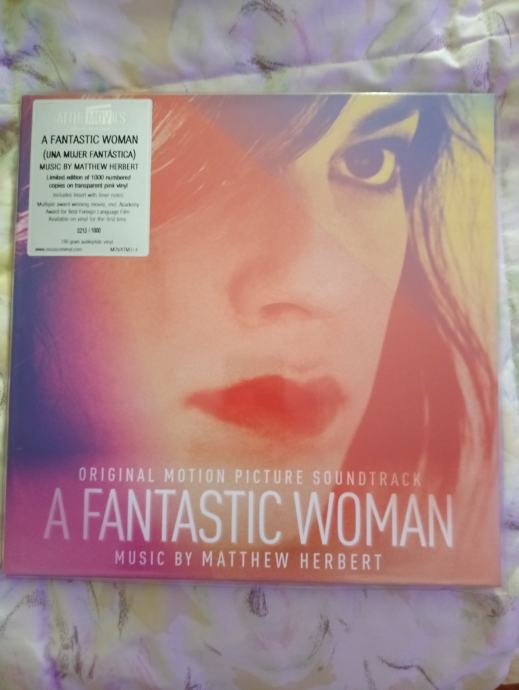 AT THE MOVIES
A FANTASTIC WOMAN
(UNA MUJER FANTÁSTICA)
MUSIC BY MATTHEW HERBERT
Limited edition of 1000 numbered
copies on transparent pink vinyl
includes insert with liner notes
Multiple award winning movie, incl. Academy
Award for Best Foreign Language Film
Available on vinyl for the first time
180 gram audiophile vinyl
www.musiconvinyl.com
ORIGINAL MOTION PICTURE SOUNDTRACK
A FANTASTIC WOMAN
MUSIC BY MATTHEW HERBERT